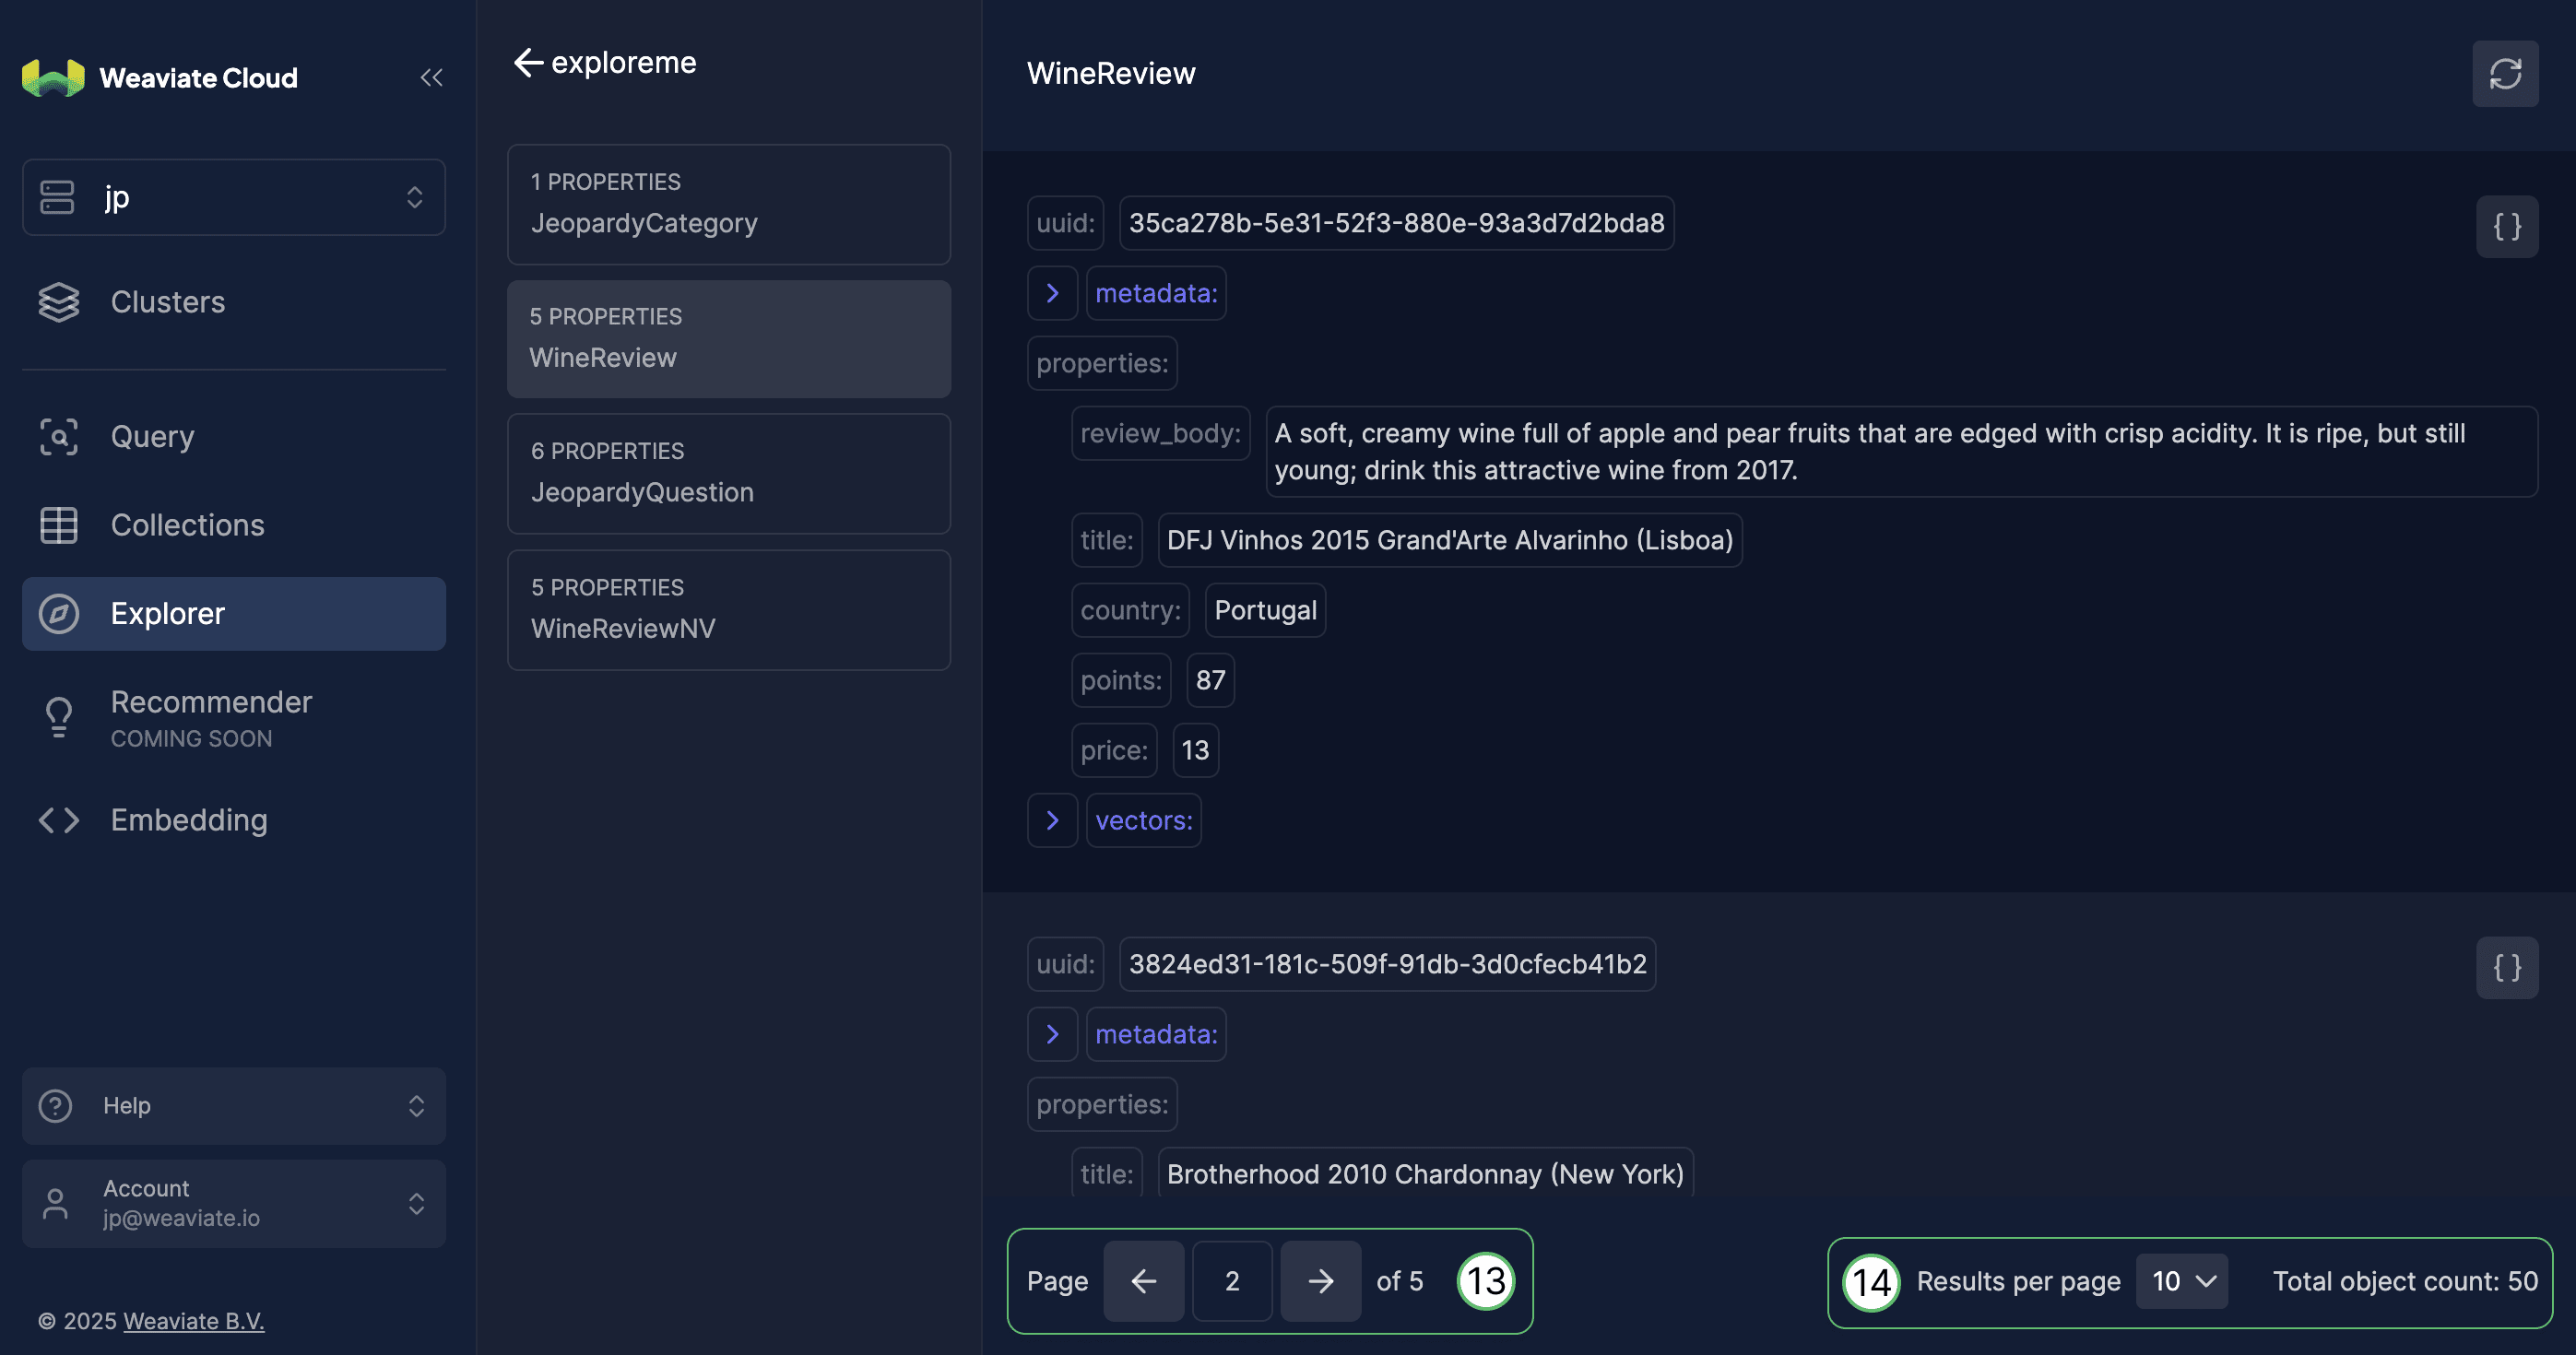 Weaviate Cloud
jp
Clusters
Query
Collections
Explorer
Recommender
COMING SOON
Embedding
Help
Account
jp@weaviate.io
© 2025 Weaviate B.V.
exploreme
1 PROPERTIES
JeopardyCategory
5 PROPERTIES
WineReview
6 PROPERTIES
JeopardyQuestion
5 PROPERTIES
WineReviewNV
WineReview
uuid: 35ca278b-5e31-52f3-880e-93a3d7d2bda8
{ }
metadata:
properties:
review_body: A soft, creamy wine full of apple and pear fruits that are edged with crisp acidity. It is ripe, but still
young; drink this attractive wine from 2017.
title: DFJ Vinhos 2015 Grand'Arte Alvarinho (Lisboa)
country: Portugal
points: 87
price: 13
vectors:
uuid: 3824ed31-181c-509f-91db-3d0cfecb41b2
{ }
metadata:
properties:
title: Brotherhood 2010 Chardonnay (New York)
Page 2 of 5 13
14 Results per page 10 Total object count: 50